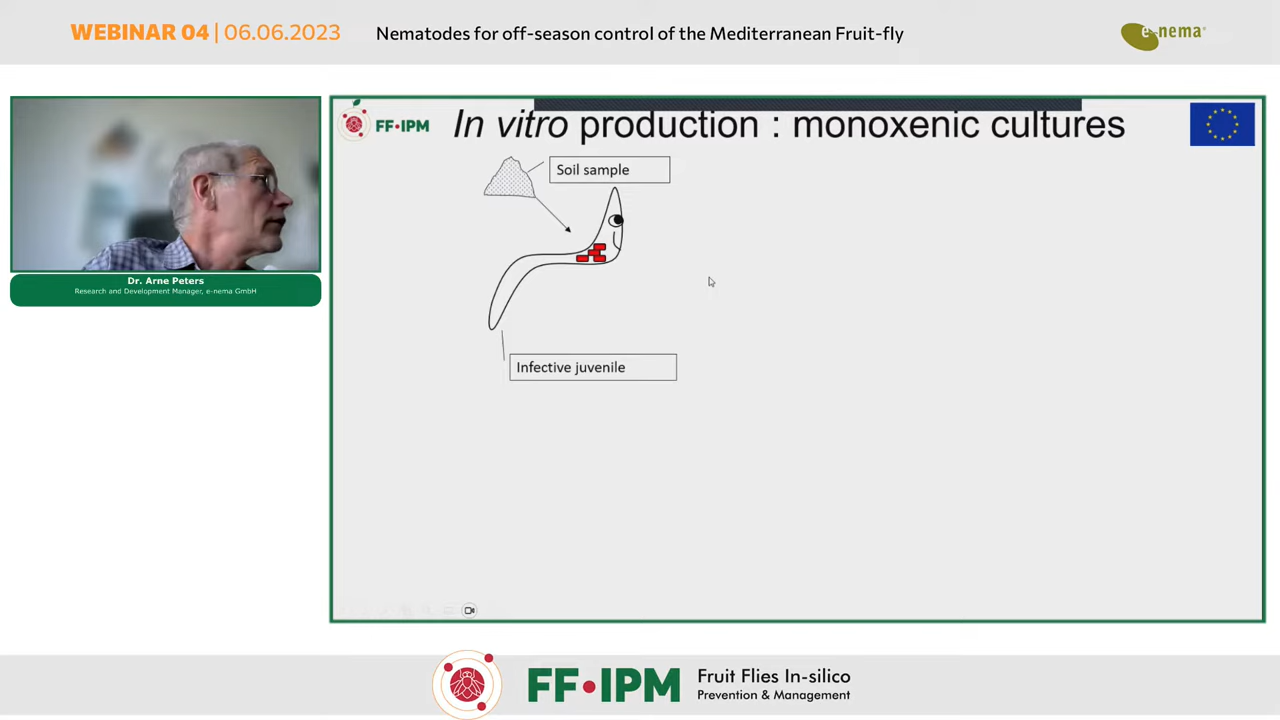 WEBINAR 04 | 06.06.2023
Nematodes for off-season control of the Mediterranean Fruit-fly
e-nema®
FF·IPM
In vitro production : monoxenic cultures
Soil sample
Infective juvenile
Dr. Arne Peters
Research and Development Manager, e-nema GmbH
FF·IPM
Fruit Flies In-silico
Prevention & Management